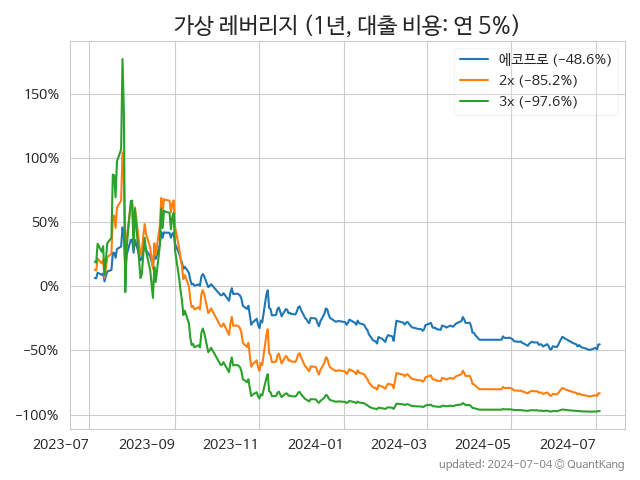 가상 레버리지 (1년, 대출 비용: 연 5%)
에코프로 (−48.6%)
2x (−85.2%)
3x (−97.6%)
150%
100%
50%
0%
−50%
−100%
2023-07 2023-09 2023-11 2024-01 2024-03 2024-05 2024-07
updated: 2024-07-04 © QuantKang